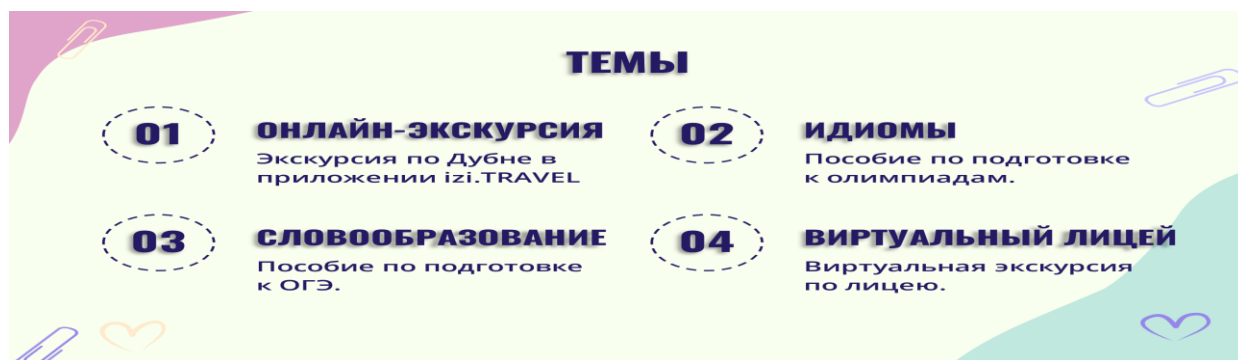 ТЕМЫ
01
ОНЛАЙН-ЭКСКУРСИЯ
Экскурсия по Дубне в
приложении izi.TRAVEL
02
ИДИОМЫ
Пособие по подготовке
к олимпиадам.
03
СЛОВООБРАЗОВАНИЕ
Пособие по подготовке
к ОГЭ.
04
ВИРТУАЛЬНЫЙ ЛИЦЕЙ
Виртуальная экскурсия
по лицею.